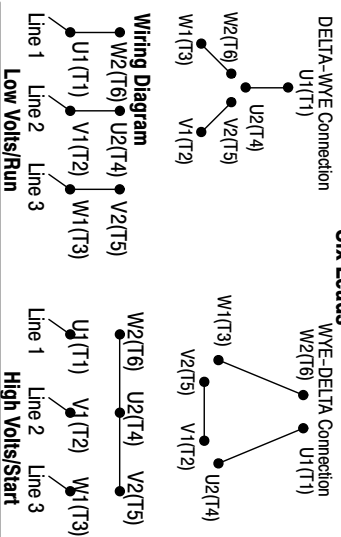 Six Leads
DELTA-WYE Connection
U1(T1)
U2(T4)
W2(T6)
V2(T5)
W1(T3)
V1(T2)
WYE-DELTA Connection
W2(T6)
U1(T1)
W1(T3)
U2(T4)
V2(T5)
V1(T2)
Wiring Diagram
W2(T6) U2(T4) V2(T5)
U1(T1) V1(T2) W1(T3)
Line 1 Line 2 Line 3
Low Volts/Run
W2(T6) U2(T4) V2(T5)
U1(T1) V1(T2) W1(T3)
Line 1 Line 2 Line 3
High Volts/Start